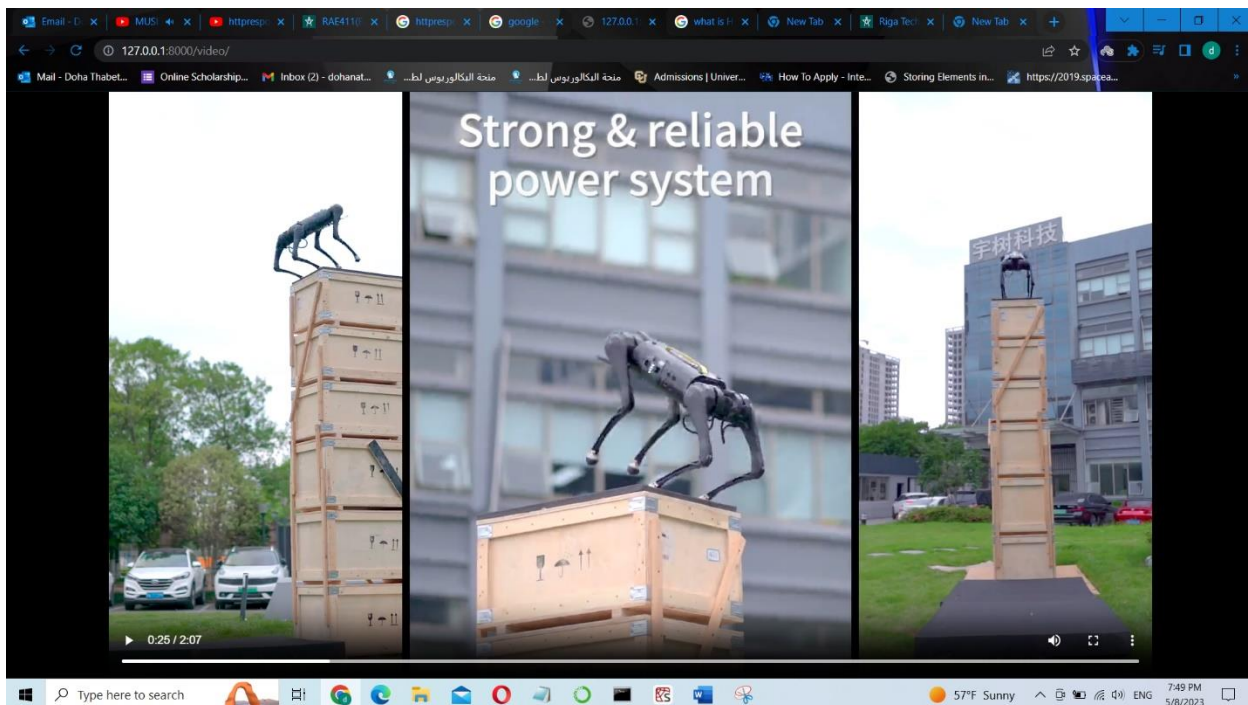 Email - D
MUSI
httprespo
RAE411(
httprespo
google
127.0.0.1
what is H
New Tab
Riga Tech
New Tab
127.0.0.1:8000/video/
d
Mail - Doha Thabet...
Online Scholarship...
Inbox (2) - dohanat...
منحة البكالوريوس لط...
منحة البكالوريوس لط...
Admissions | Univer...
How To Apply - Inte...
Storing Elements in...
https://2019.spacea...
Strong & reliable
power system
宇树科技
0:25 / 2:07
Type here to search
57°F Sunny
ENG
7:49 PM
5/8/2023